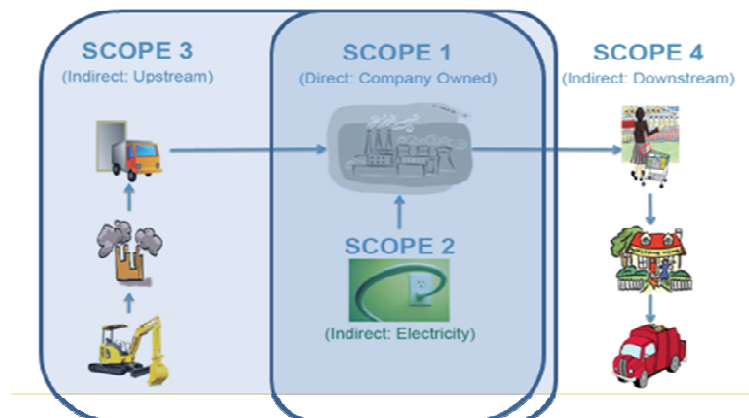 SCOPE 3
(Indirect: Upstream)
SCOPE 1
(Direct: Company Owned)
SCOPE 4
(Indirect: Downstream)
SCOPE 2
(Indirect: Electricity)